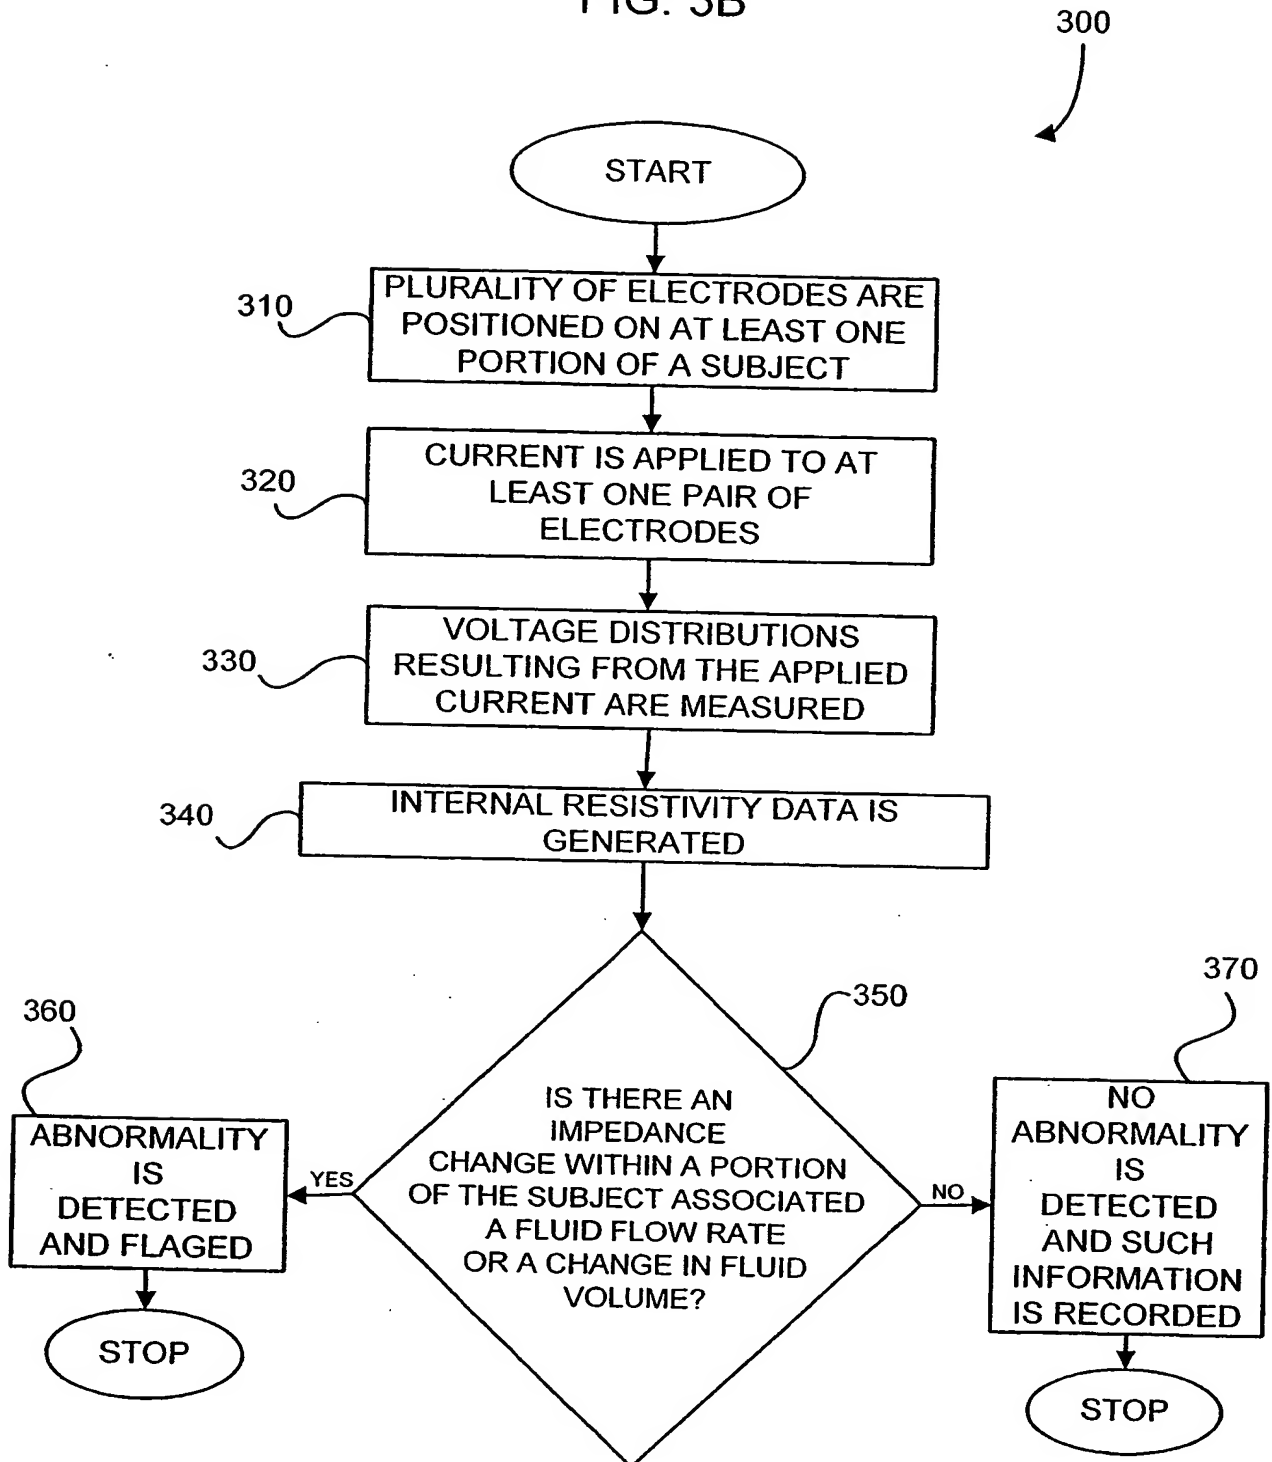 FIG. 3B
300
START
310
PLURALITY OF ELECTRODES ARE
POSITIONED ON AT LEAST ONE
PORTION OF A SUBJECT
320
CURRENT IS APPLIED TO AT
LEAST ONE PAIR OF
ELECTRODES
330
VOLTAGE DISTRIBUTIONS
RESULTING FROM THE APPLIED
CURRENT ARE MEASURED
340
INTERNAL RESISTIVITY DATA IS
GENERATED
350
IS THERE AN
IMPEDANCE
CHANGE WITHIN A PORTION
OF THE SUBJECT ASSOCIATED
A FLUID FLOW RATE
OR A CHANGE IN FLUID
VOLUME?
YES
360
ABNORMALITY
IS
DETECTED
AND FLAGED
STOP
NO
370
NO
ABNORMALITY
IS
DETECTED
AND SUCH
INFORMATION
IS RECORDED
STOP